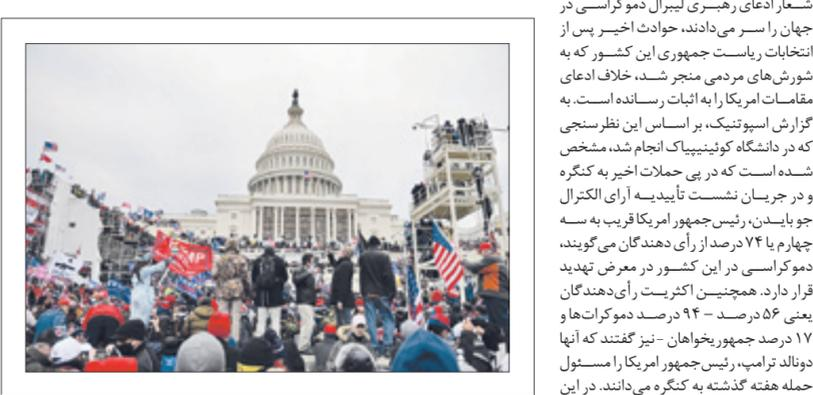 شعار ادعای رهبری لیبرال دموکراسی در
جهان را سر می‌دادند، حوادث اخیر پس از
انتخابات ریاست جمهوری این کشور که به
شورش‌های مردمی منجر شد، خلاف ادعای
مقامات امریکا را به اثبات رسانده است. به
گزارش اسپوتنیک، بر اساس این نظرسنجی
که در دانشگاه کوئینیپیاک انجام شد، مشخص
شده است که در پی حملات اخیر به کنگره
و در جریان نشست تأییدیه آرای الکترال
جو بایدن، رئیس‌جمهور امریکا قریب به سه
چهارم یا ۷۴ درصد از رأی دهندگان می‌گویند،
دموکراسی در این کشور در معرض تهدید
قرار دارد. همچنین اکثریت رأی‌دهندگان
یعنی ۵۶ درصد – ۹۴ درصد دموکرات‌ها و
۱۷ درصد جمهوریخواهان - نیز گفتند که آنها
دونالد ترامپ، رئیس‌جمهور امریکا را مسئول
حمله هفته گذشته به کنگره می‌دانند. در این